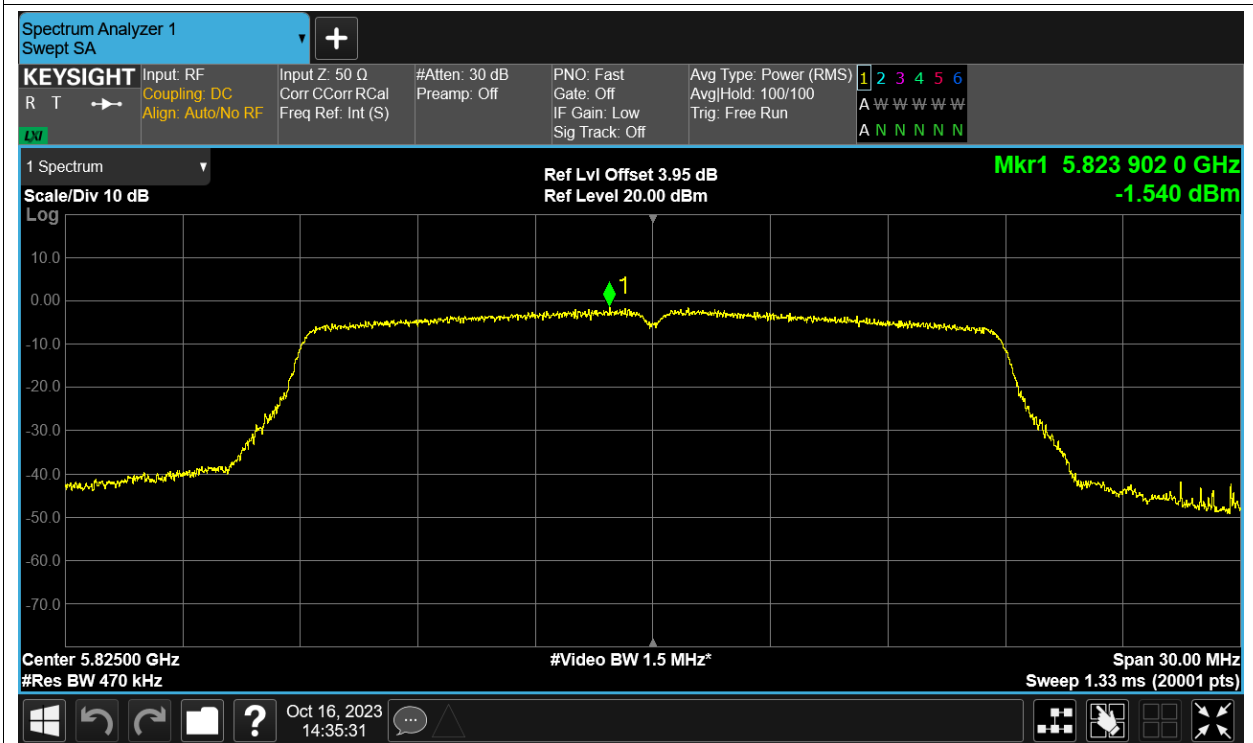 Spectrum Analyzer 1
Swept SA
KEYSIGHT
R T
LXI
Input: RF
Coupling: DC
Align: Auto/No RF
Input Z: 50 Ω
Corr CCorr RCal
Freq Ref: Int (S)
#Atten: 30 dB
Preamp: Off
PNO: Fast
Gate: Off
IF Gain: Low
Sig Track: Off
Avg Type: Power (RMS)
Avg|Hold: 100/100
Trig: Free Run
1 2 3 4 5 6
A W W W W W
A N N N N N
1 Spectrum
Scale/Div 10 dB
Log
Ref Lvl Offset 3.95 dB
Ref Level 20.00 dBm
Mkr1 5.823 902 0 GHz
-1.540 dBm
1
10.0
0.00
-10.0
-20.0
-30.0
-40.0
-50.0
-60.0
-70.0
Center 5.82500 GHz
#Res BW 470 kHz
#Video BW 1.5 MHz*
Span 30.00 MHz
Sweep 1.33 ms (20001 pts)
?
Oct 16, 2023
14:35:31